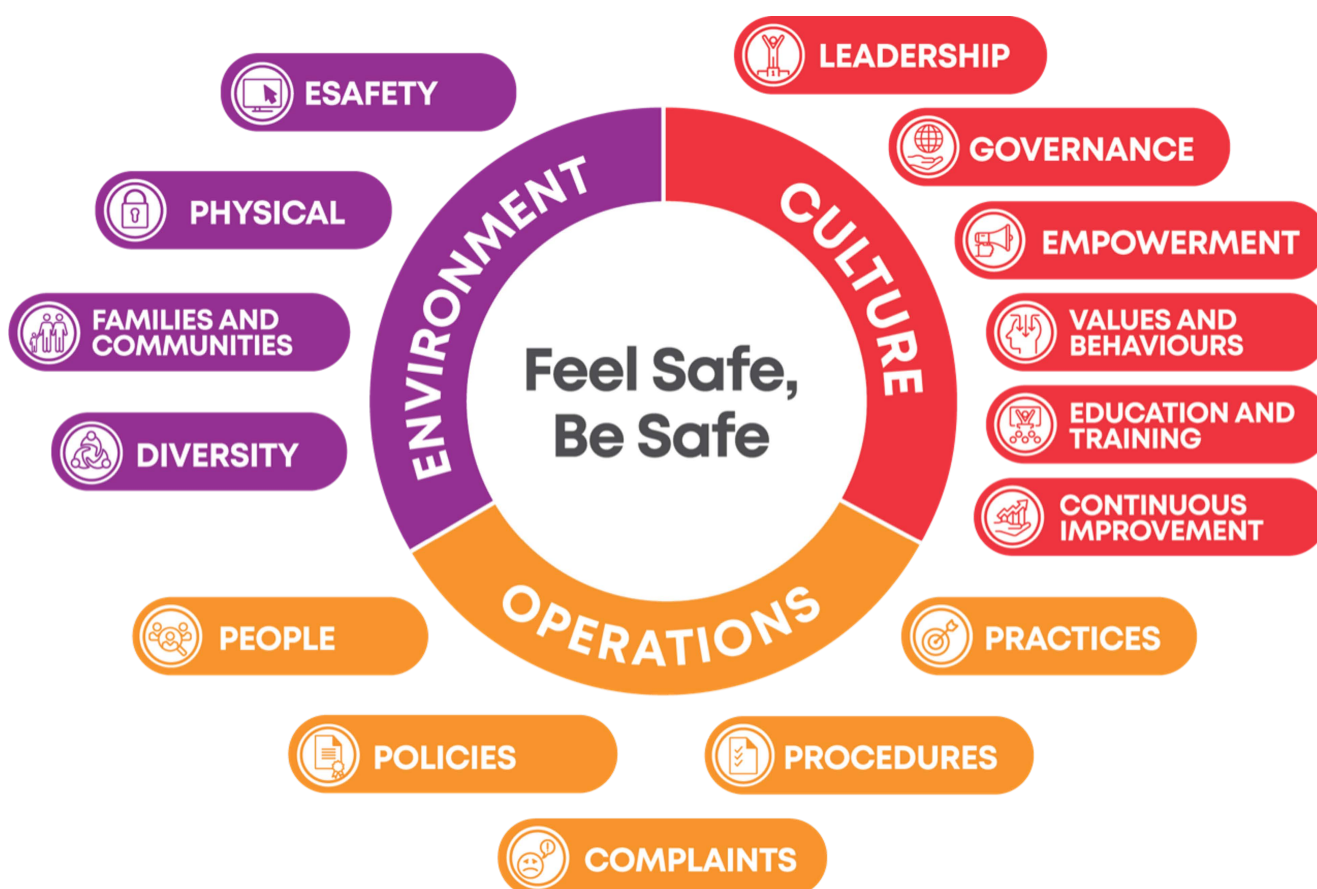 ESAFETY
PHYSICAL
FAMILIES AND
COMMUNITIES
DIVERSITY
ENVIRONMENT
Feel Safe,
Be Safe
CULTURE
LEADERSHIP
GOVERNANCE
EMPOWERMENT
VALUES AND
BEHAVIOURS
EDUCATION AND
TRAINING
CONTINUOUS
IMPROVEMENT
OPERATIONS
PEOPLE
PRACTICES
POLICIES
PROCEDURES
COMPLAINTS